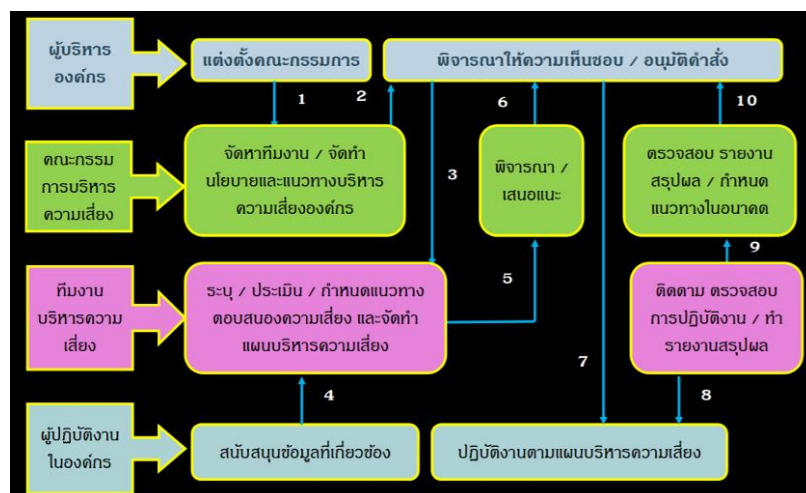 ผู้บริหาร
องค์กร
แต่งตั้งคณะกรรมการ
พิจารณาให้ความเห็นชอบ / อนุมัติคำสั่ง
1
2
3
6
10
คณะกรรม
การบริหาร
ความเสี่ยง
จัดหาทีมงาน / จัดทำ
นโยบายและแนวทางบริหาร
ความเสี่ยงองค์กร
พิจารณา /
เสนอแนะ
ตรวจสอบ รายงาน
สรุปผล / กำหนด
แนวทางในอนาคต
5
9
ทีมงาน
บริหารความ
เสี่ยง
ระบุ / ประเมิน / กำหนดแนวทาง
ตอบสนองความเสี่ยง และจัดทำ
แผนบริหารความเสี่ยง
ติดตาม ตรวจสอบ
การปฏิบัติงาน / ทำ
รายงานสรุปผล
4
7
8
ผู้ปฏิบัติงาน
ในองค์กร
สนับสนุนข้อมูลที่เกี่ยวข้อง
ปฏิบัติงานตามแผนบริหารความเสี่ยง